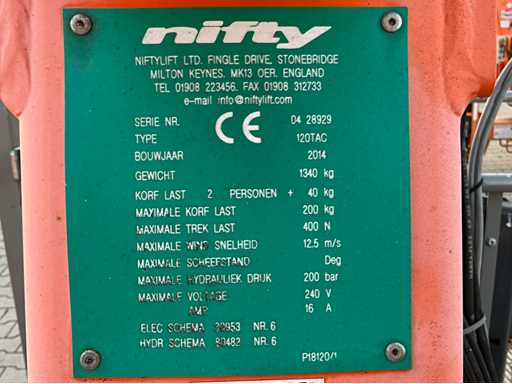 nifty
NIFTYLIFT LTD. FINGLE DRIVE, STONEBRIDGE
MILTON KEYNES. MK13 OER. ENGLAND
TEL 01908 223456. FAX 01908 312733
e-mail info@niftylift.com
SERIE NR. CE 04 28929
TYPE 120TAC
BOUWJAAR 2014
GEWICHT 1340 kg
KORF LAST 2 PERSONEN + 40 kg
MAXIMALE KORF LAST 200 kg
MAXIMALE TREK LAST 400 N
MAXIMALE WIND SNELHEID 12.5 m/s
MAXIMALE SCHEEFSTAND Deg
MAXIMALE HYDRAULIEK DRUK 200 bar
MAXIMALE VOLTAGE 240 V
AMP 16 A
ELEC SCHEMA NR. 6
HYDR SCHEMA 80482 NR. 6
P18120/1